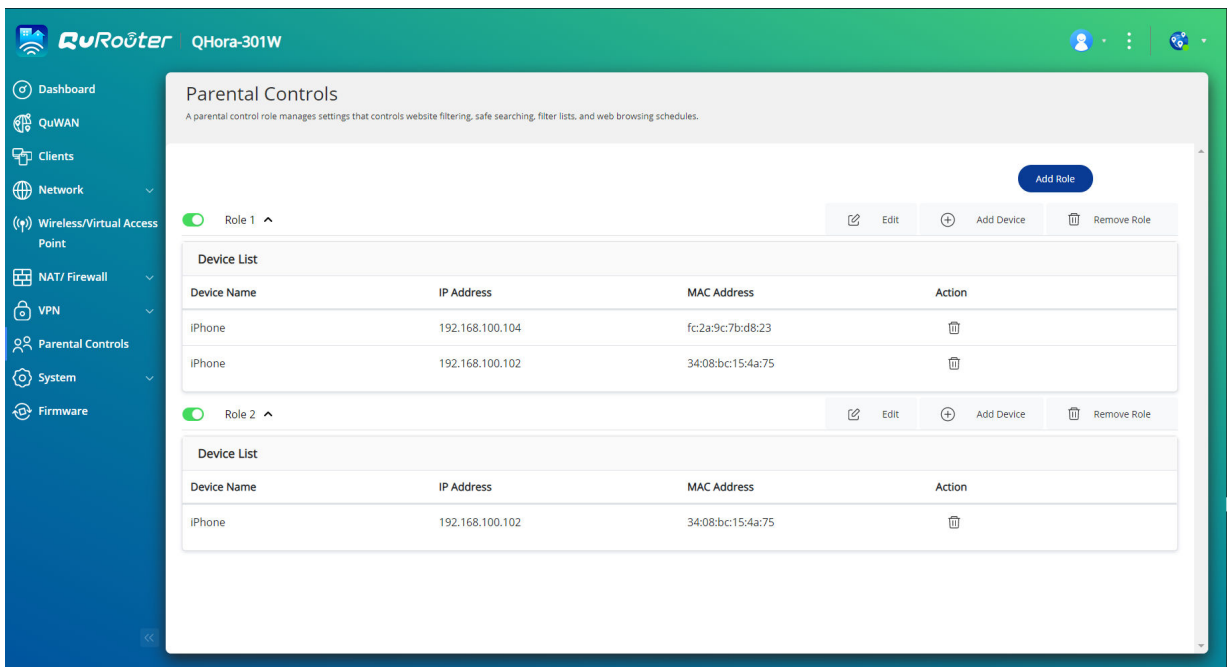 QuRouter QHora-301W
Dashboard
QuWAN
Clients
Network
Wireless/Virtual Access
Point
NAT/ Firewall
VPN
Parental Controls
System
Firmware
Parental Controls
A parental control role manages settings that controls website filtering, safe searching, filter lists, and web browsing schedules.
Add Role
Role 1 Edit Add Device Remove Role
Device List
Device Name IP Address MAC Address Action
iPhone 192.168.100.104 fc:2a:9c:7b:d8:23
iPhone 192.168.100.102 34:08:bc:15:4a:75
Role 2 Edit Add Device Remove Role
Device List
Device Name IP Address MAC Address Action
iPhone 192.168.100.102 34:08:bc:15:4a:75